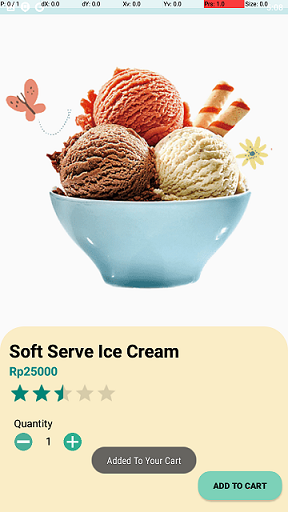 P: 0 / 1 dX: 0.0 dY: 0.0 Xv: 0.0 Yv: 0.0 Prs: 1.0 Size: 0.0
Soft Serve Ice Cream
Rp25000
Quantity
1
Added To Your Cart
ADD TO CART